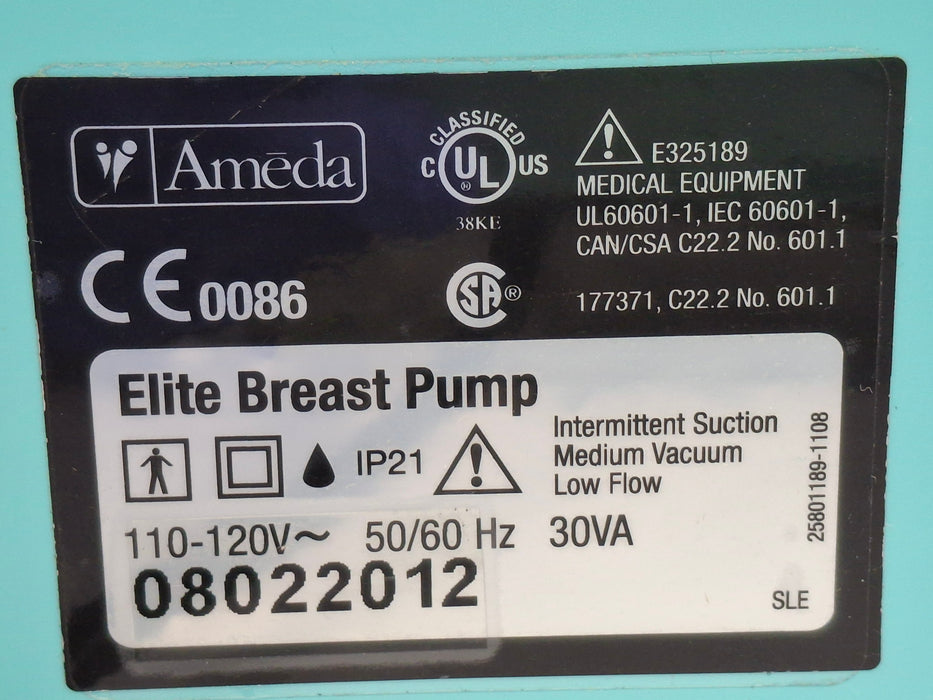 Amēda
CLASSIFIED
C UL US
®
38KE
E325189
MEDICAL EQUIPMENT
UL60601-1, IEC 60601-1,
CAN/CSA C22.2 No. 601.1
CE 0086
SA ®
177371, C22.2 No. 601.1
Elite Breast Pump
IP21
Intermittent Suction
Medium Vacuum
Low Flow
110-120V~ 50/60 Hz 30VA
08022012
SLE
25801189-1108